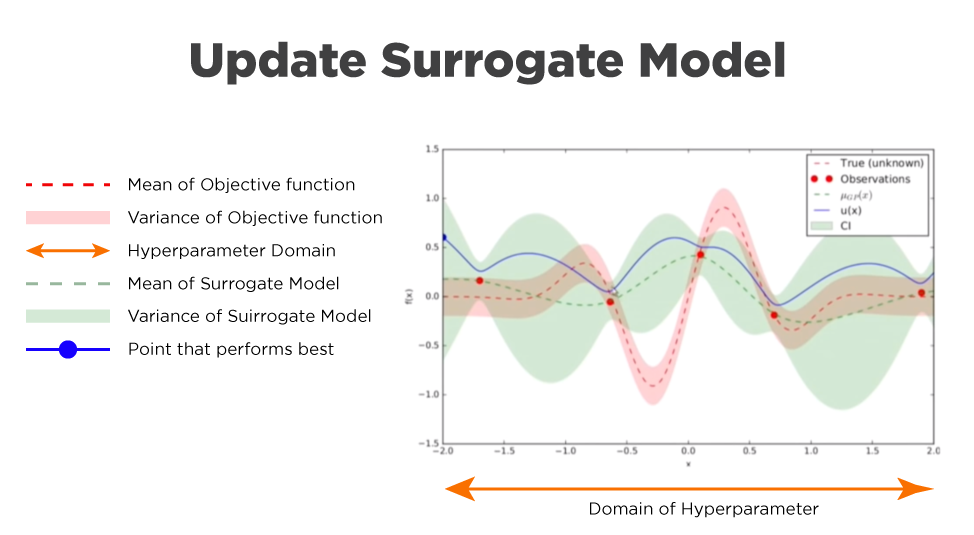 Update Surrogate Model
Mean of Objective function
Variance of Objective function
Hyperparameter Domain
Mean of Surrogate Model
Variance of Suirrogate Model
Point that performs best
True (unknown)
Observations
μGP(x)
u(x)
CI
f(x)
1.5
1.0
0.5
0.0
−0.5
−1.0
−1.5
−2.0 −1.5 −1.0 −0.5 0.0 0.5 1.0 1.5 2.0
x
Domain of Hyperparameter